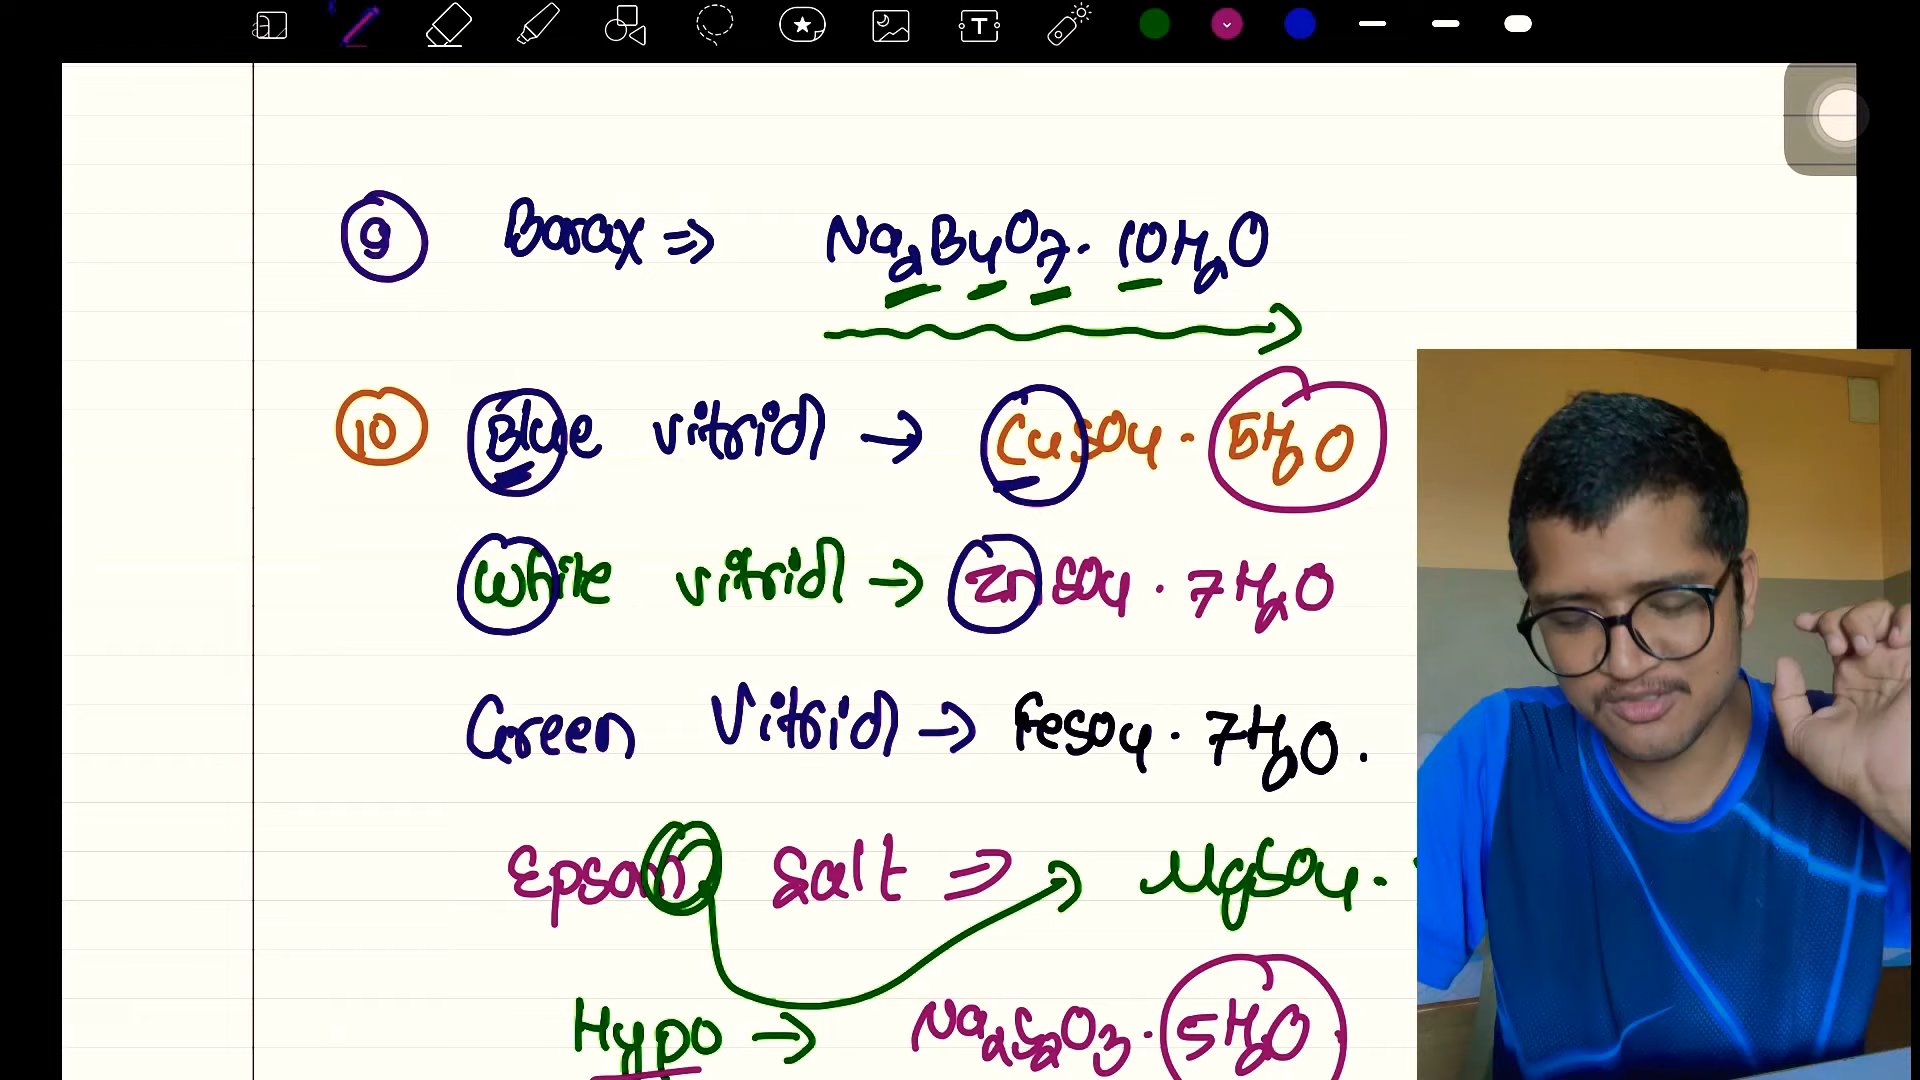 9 Borax ⇒ Na2B4O7 · 10H2O
10 Blue vitriol → CuSO4 · 5H2O
White vitriol → ZnSO4 · 7H2O
Green Vitriol → FeSO4 · 7H2O.
Epsom Salt ⇒ MgSO4 ·
Hypo → Na2S2O3 · 5H2O
T